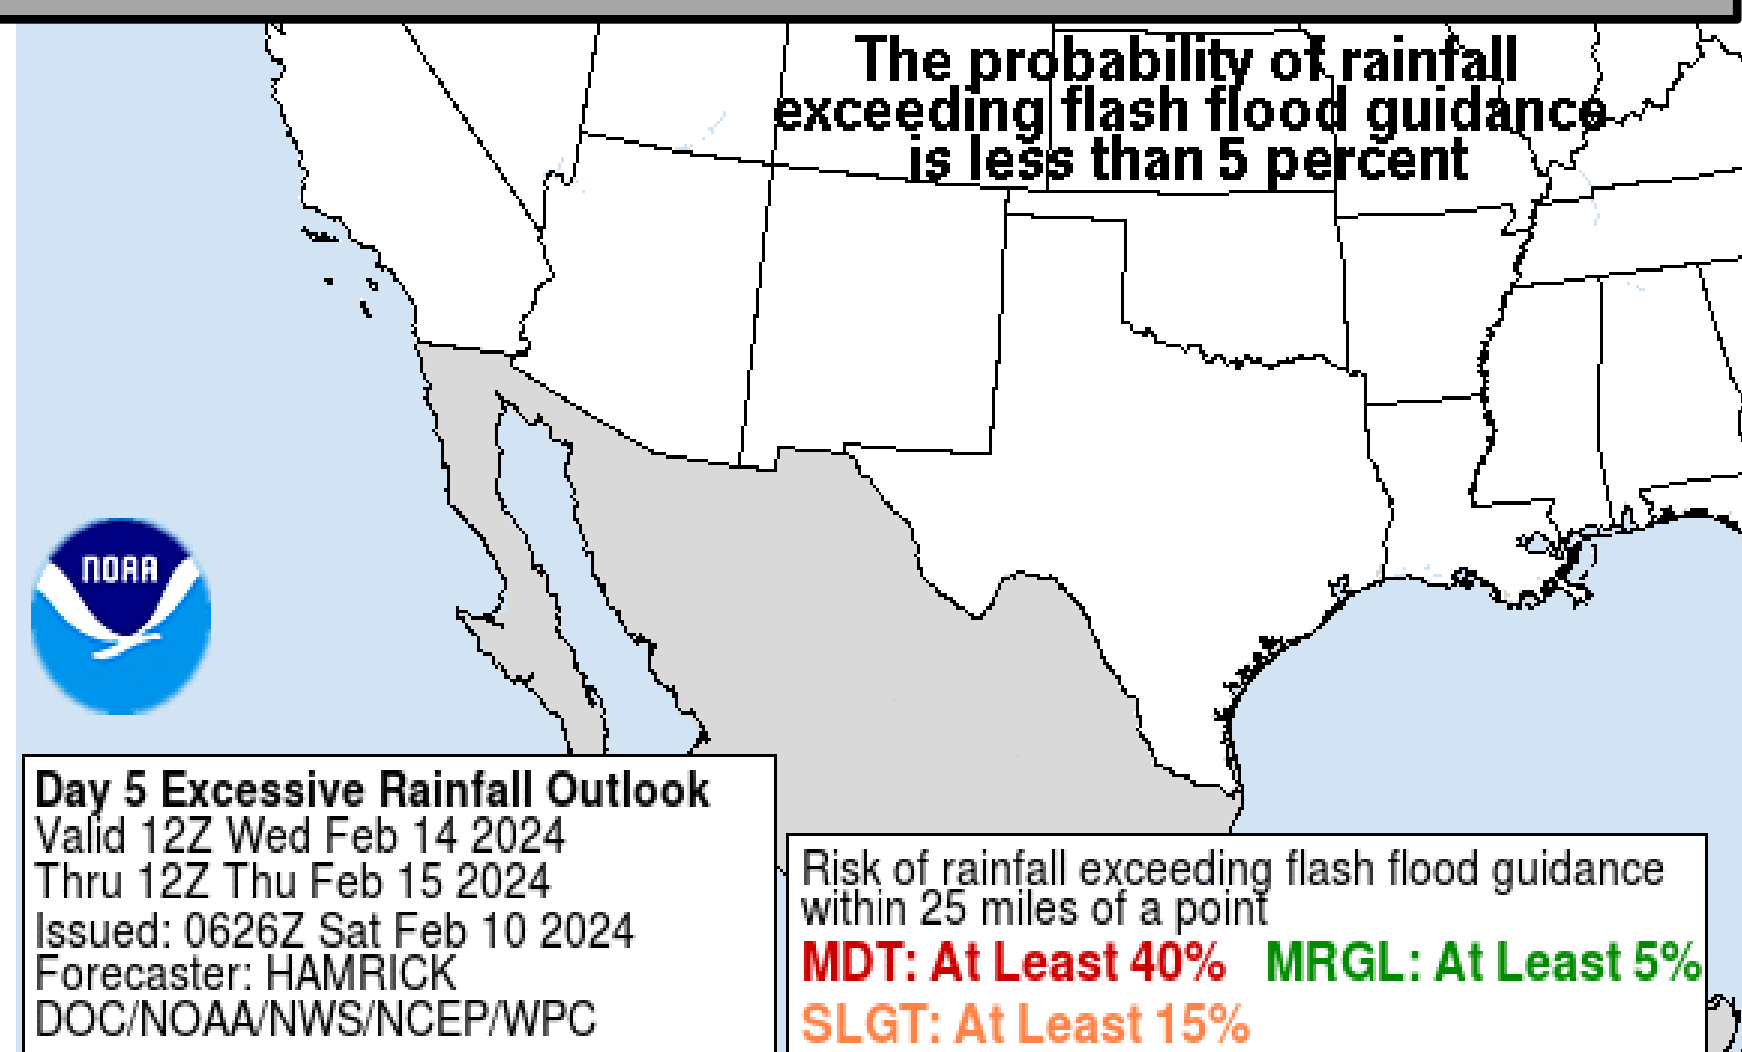 The probability of rainfall
exceeding flash flood guidance
is less than 5 percent
NOAA
Day 5 Excessive Rainfall Outlook
Valid 12Z Wed Feb 14 2024
Thru 12Z Thu Feb 15 2024
Issued: 0626Z Sat Feb 10 2024
Forecaster: HAMRICK
DOC/NOAA/NWS/NCEP/WPC
Risk of rainfall exceeding flash flood guidance
within 25 miles of a point
MDT: At Least 40% MRGL: At Least 5%
SLGT: At Least 15%